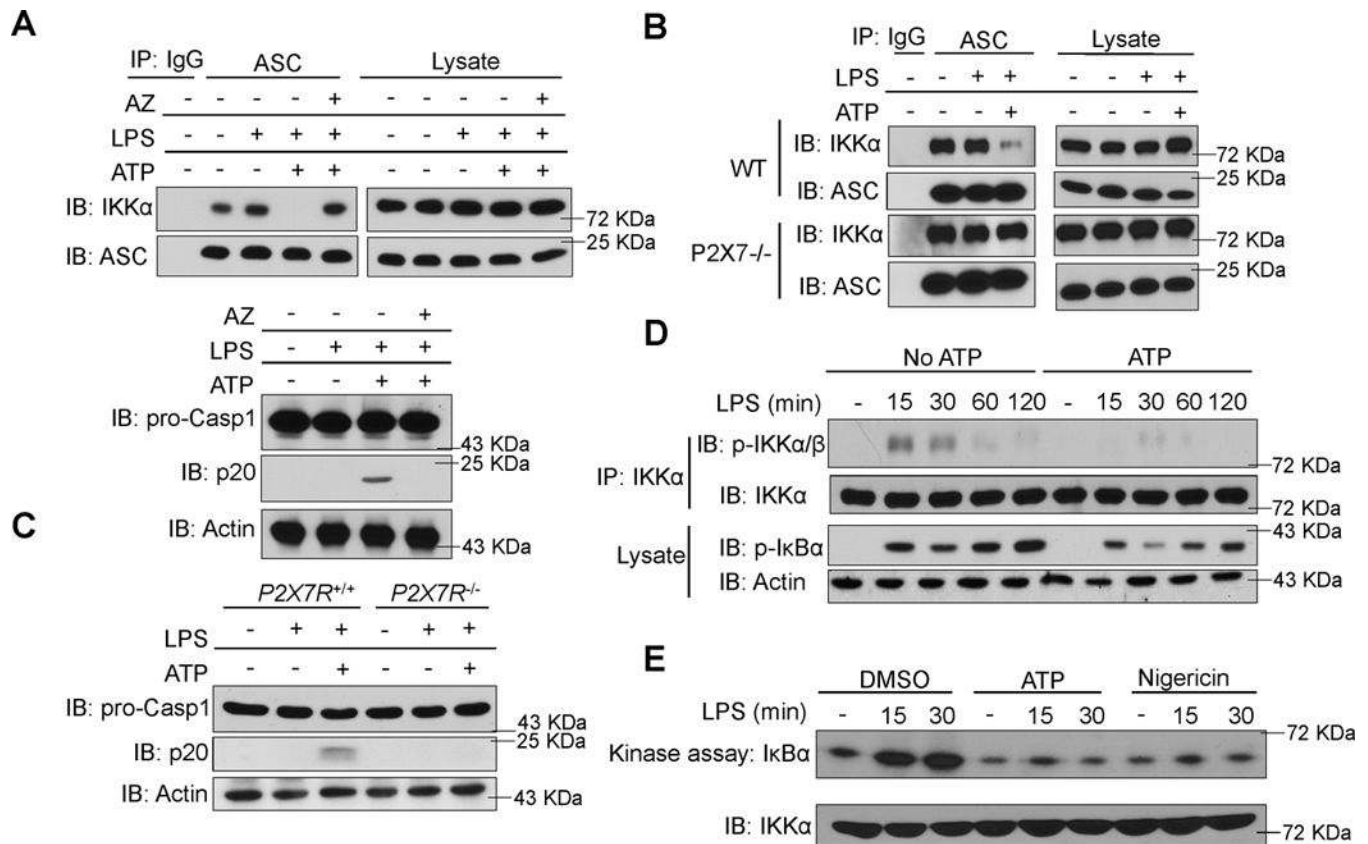 A
IP: IgG ASC Lysate
AZ - - - - + - - - - +
LPS - - + + + - - + + +
ATP - - - + + - - - + +
IB: IKKα 72 KDa
IB: ASC 25 KDa
AZ - - - +
LPS - + + +
ATP - - + +
IB: pro-Casp1 43 KDa
IB: p20 25 KDa
IB: Actin 43 KDa
B
IP: IgG ASC Lysate
LPS - - + + - - + +
ATP - - - + - - - +
WT
IB: IKKα 72 KDa
IB: ASC 25 KDa
P2X7-/-
IB: IKKα 72 KDa
IB: ASC 25 KDa
C
P2X7R+/+ P2X7R-/-
LPS - + + - + +
ATP - - + - - +
IB: pro-Casp1 43 KDa
IB: p20 25 KDa
IB: Actin 43 KDa
D
No ATP ATP
LPS (min) - 15 30 60 120 - 15 30 60 120
IP: IKKα
IB: p-IKKα/β 72 KDa
IB: IKKα 72 KDa
Lysate
IB: p-IκBα 43 KDa
IB: Actin 43 KDa
E
DMSO ATP Nigericin
LPS (min) - 15 30 - 15 30 - 15 30
Kinase assay: IκBα 72 KDa
IB: IKKα 72 KDa